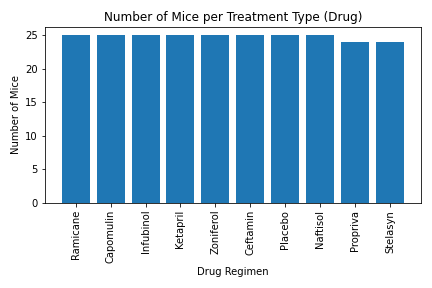 Number of Mice per Treatment Type (Drug)
25
20
15
10
5
0
Number of Mice
Ramicane
Capomulin
Infubinol
Ketapril
Zoniferol
Ceftamin
Placebo
Naftisol
Propriva
Stelasyn
Drug Regimen